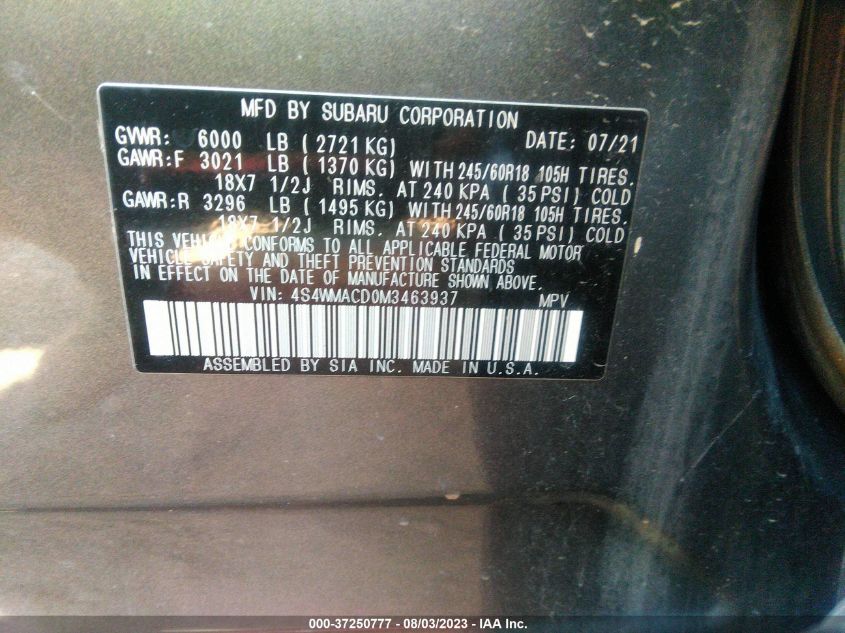 MFD BY SUBARU CORPORATION
GVWR: 6000 LB ( 2721 KG) DATE: 07/21
GAWR:F 3021 LB ( 1370 KG) WITH 245/60R18 105H TIRES.
18X7 1/2J RIMS. AT 240 KPA ( 35 PSI) COLD
GAWR:R 3296 LB ( 1495 KG) WITH 245/60R18 105H TIRES.
18X7 1/2J RIMS. AT 240 KPA ( 35 PSI) COLD
THIS VEHICLE CONFORMS TO ALL APPLICABLE FEDERAL MOTOR
VEHICLE SAFETY AND THEFT PREVENTION STANDARDS
IN EFFECT ON THE DATE OF MANUFACTURE SHOWN ABOVE.
VIN: 4S4WMACD0M3463937 MPV
ASSEMBLED BY SIA INC. MADE IN U.S.A.
000-37250777 - 08/03/2023 - IAA Inc.